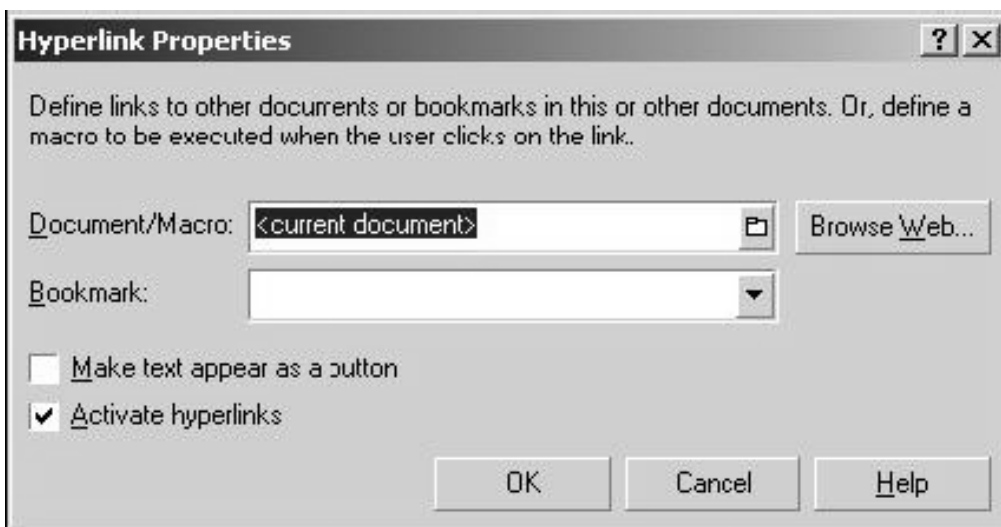 Hyperlink Properties
Define links to other documents or bookmarks in this or other documents. Or, define a
macro to be executed when the user clicks on the link.
Document/Macro: <current document> Browse Web...
Bookmark:
Make text appear as a button
Activate hyperlinks
OK Cancel Help